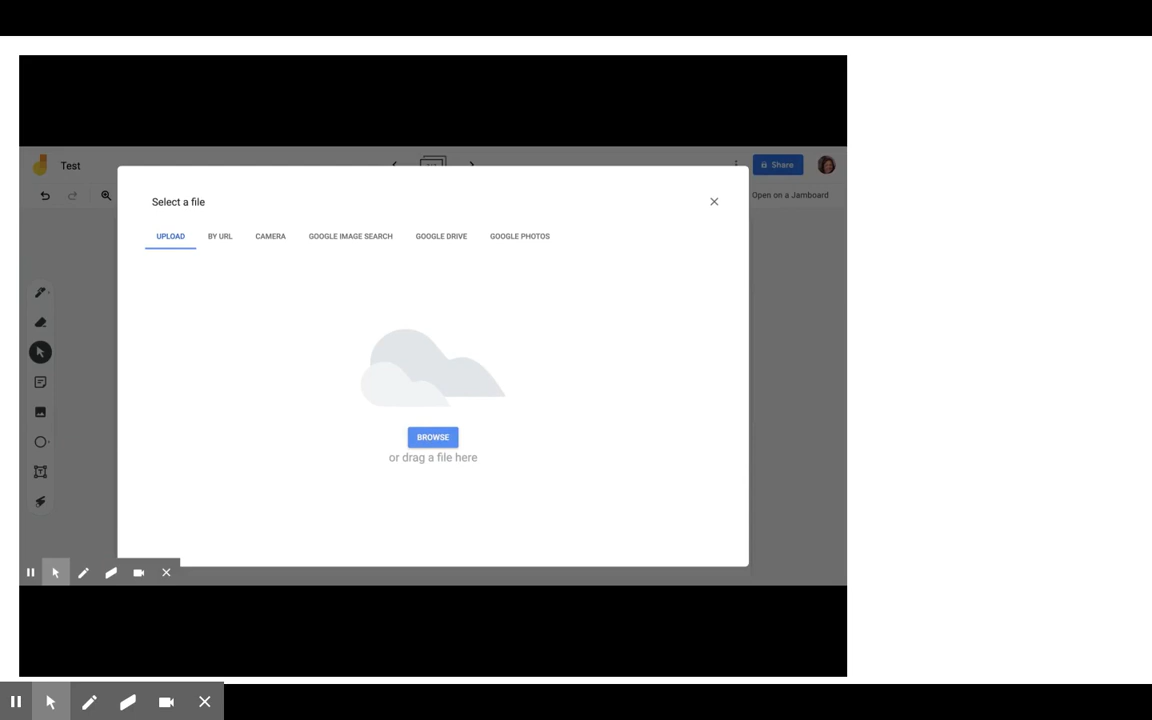 Test
Share
Open on a Jamboard
Select a file
UPLOAD
BY URL
CAMERA
GOOGLE IMAGE SEARCH
GOOGLE DRIVE
GOOGLE PHOTOS
BROWSE
or drag a file here